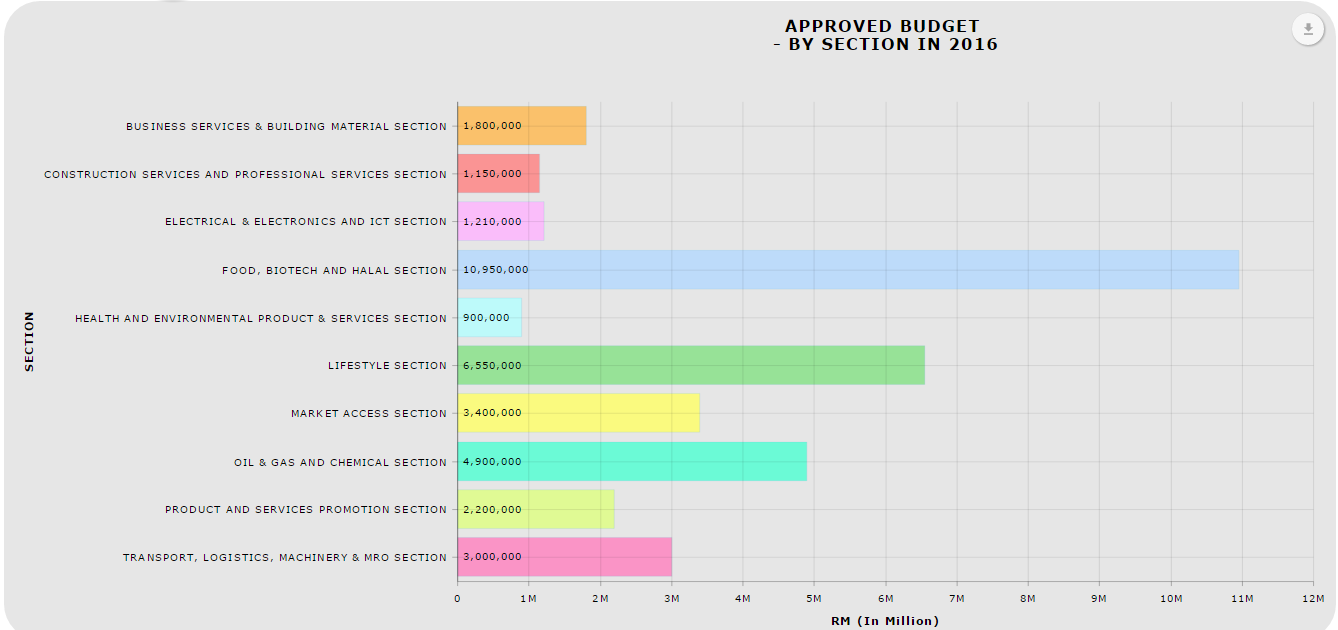 APPROVED BUDGET
- BY SECTION IN 2016
SECTION
BUSINESS SERVICES & BUILDING MATERIAL SECTION 1,800,000
CONSTRUCTION SERVICES AND PROFESSIONAL SERVICES SECTION 1,150,000
ELECTRICAL & ELECTRONICS AND ICT SECTION 1,210,000
FOOD, BIOTECH AND HALAL SECTION 10,950,000
HEALTH AND ENVIRONMENTAL PRODUCT & SERVICES SECTION 900,000
LIFESTYLE SECTION 6,550,000
MARKET ACCESS SECTION 3,400,000
OIL & GAS AND CHEMICAL SECTION 4,900,000
PRODUCT AND SERVICES PROMOTION SECTION 2,200,000
TRANSPORT, LOGISTICS, MACHINERY & MRO SECTION 3,000,000
0 1M 2M 3M 4M 5M 6M 7M 8M 9M 10M 11M 12M
RM (In Million)